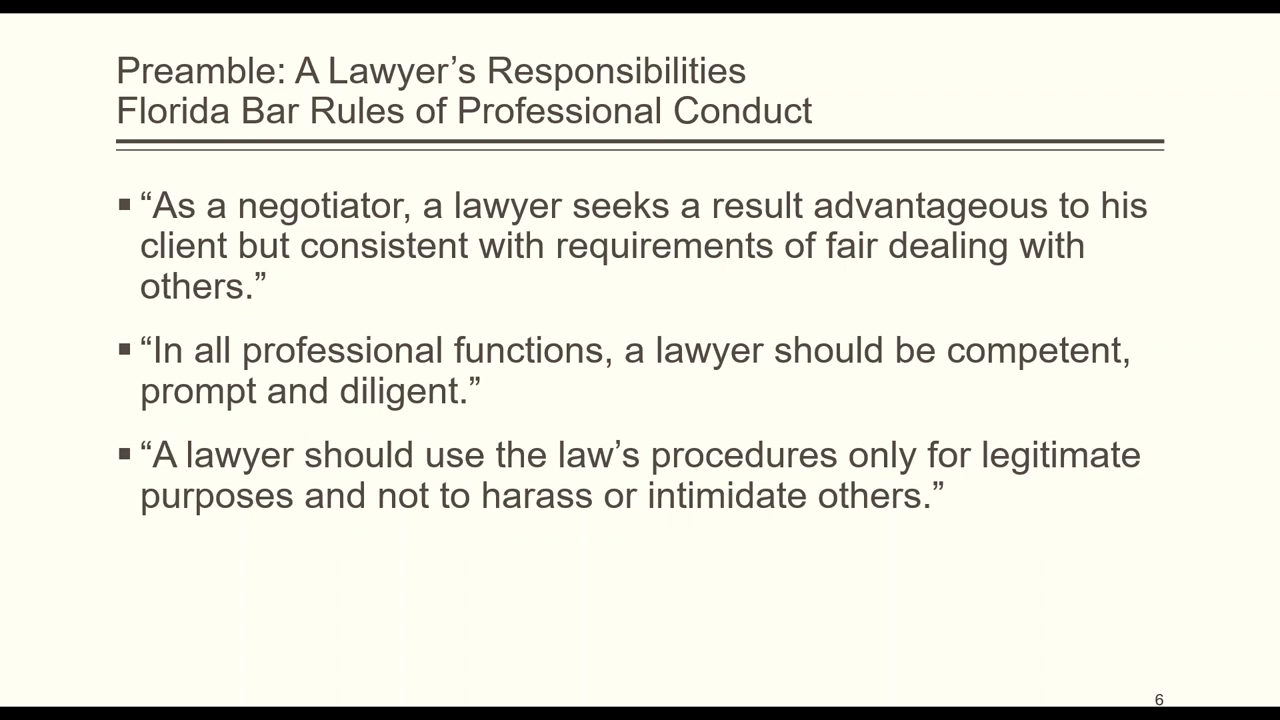 Preamble: A Lawyer’s Responsibilities
Florida Bar Rules of Professional Conduct
▪ “As a negotiator, a lawyer seeks a result advantageous to his
client but consistent with requirements of fair dealing with
others.”
▪ “In all professional functions, a lawyer should be competent,
prompt and diligent.”
▪ “A lawyer should use the law’s procedures only for legitimate
purposes and not to harass or intimidate others.”
6